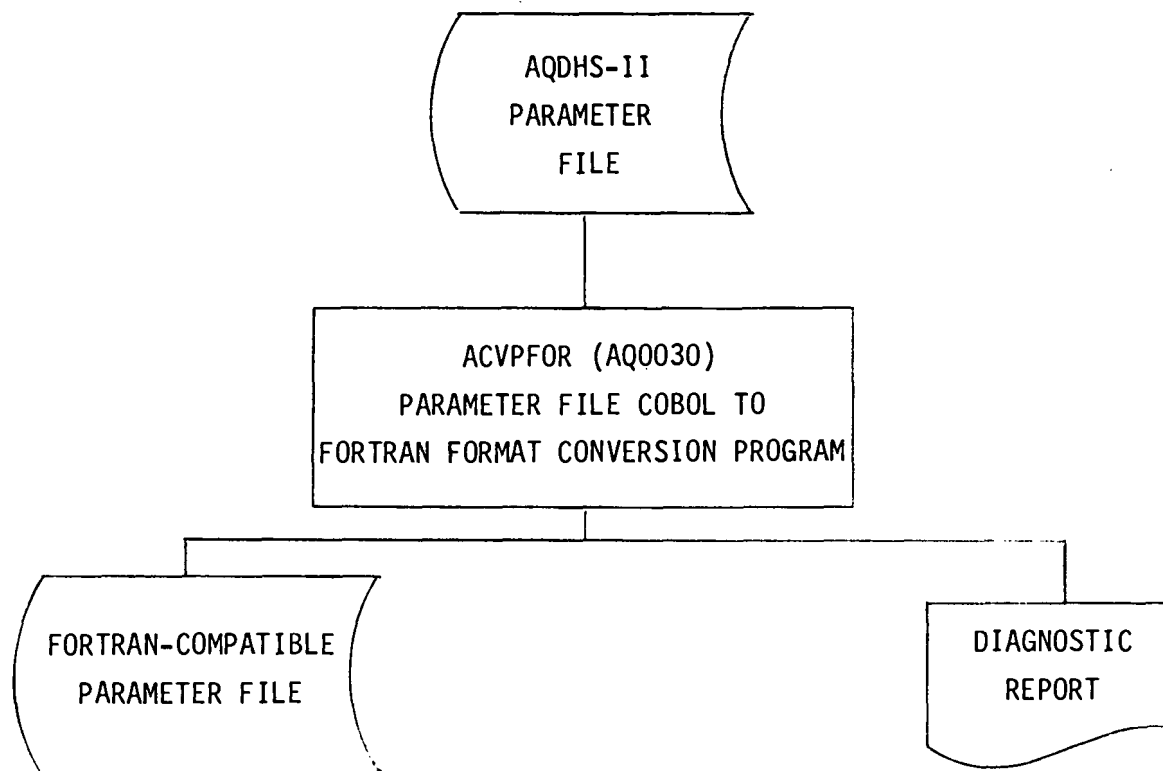 AQDHS-II
PARAMETER
FILE
ACVPFOR (AQ0030)
PARAMETER FILE COBOL TO
FORTRAN FORMAT CONVERSION PROGRAM
FORTRAN-COMPATIBLE
PARAMETER FILE
DIAGNOSTIC
REPORT